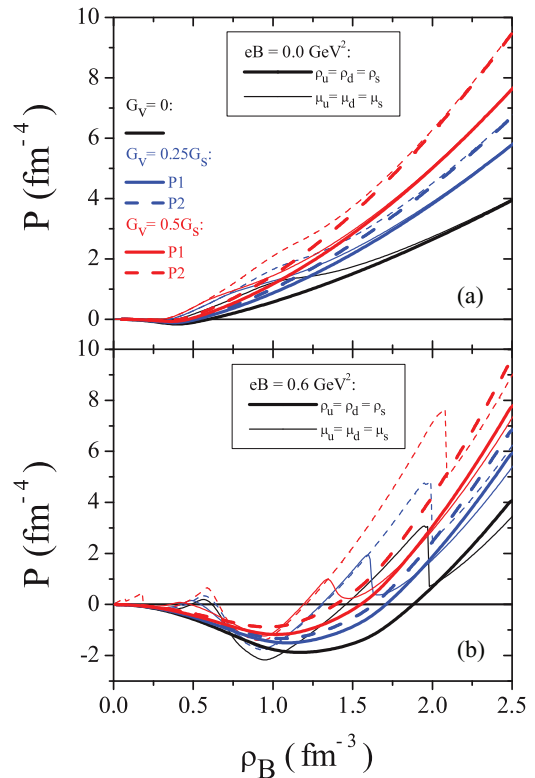 10
8
6
4
2
0
P (fm⁻⁴)
eB = 0.0 GeV²:
ρu = ρd = ρs
μu = μd = μs
GV = 0:
GV = 0.25GS:
P1
P2
GV = 0.5GS:
P1
P2
(a)
10
8
6
4
2
0
-2
P (fm⁻⁴)
eB = 0.6 GeV²:
ρu = ρd = ρs
μu = μd = μs
(b)
0.0 0.5 1.0 1.5 2.0 2.5
ρB (fm⁻³)